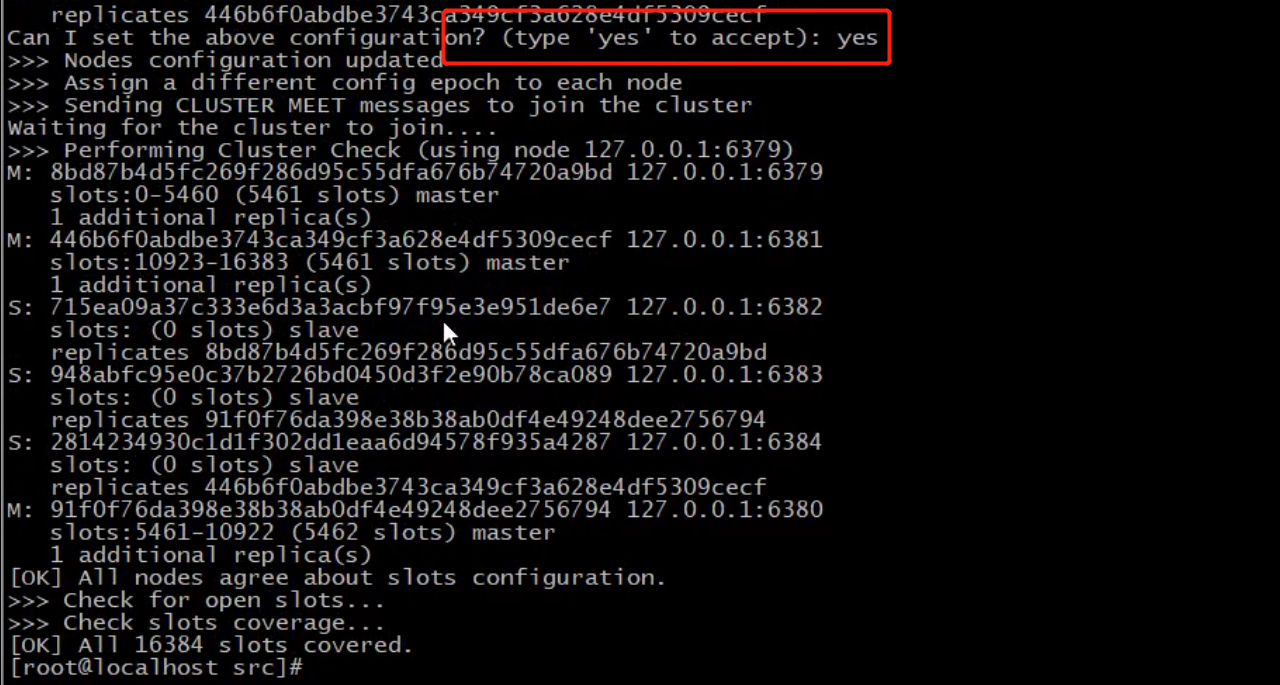 replicates 446b6f0abdbe3743ca349cf3a628e4df5309cecf
Can I set the above configuration? (type 'yes' to accept): yes
>>> Nodes configuration updated
>>> Assign a different config epoch to each node
>>> Sending CLUSTER MEET messages to join the cluster
Waiting for the cluster to join....
>>> Performing Cluster Check (using node 127.0.0.1:6379)
M: 8bd87b4d5fc269f286d95c55dfa676b74720a9bd 127.0.0.1:6379
slots:0-5460 (5461 slots) master
1 additional replica(s)
M: 446b6f0abdbe3743ca349cf3a628e4df5309cecf 127.0.0.1:6381
slots:10923-16383 (5461 slots) master
1 additional replica(s)
S: 715ea09a37c333e6d3a3acbf97f95e3e951de6e7 127.0.0.1:6382
slots: (0 slots) slave
replicates 8bd87b4d5fc269f286d95c55dfa676b74720a9bd
S: 948abfc95e0c37b2726bd0450d3f2e90b78ca089 127.0.0.1:6383
slots: (0 slots) slave
replicates 91f0f76da398e38b38ab0df4e49248dee2756794
S: 2814234930c1d1f302dd1eaa6d94578f935a4287 127.0.0.1:6384
slots: (0 slots) slave
replicates 446b6f0abdbe3743ca349cf3a628e4df5309cecf
M: 91f0f76da398e38b38ab0df4e49248dee2756794 127.0.0.1:6380
slots:5461-10922 (5462 slots) master
1 additional replica(s)
[OK] All nodes agree about slots configuration.
>>> Check for open slots...
>>> Check slots coverage...
[OK] All 16384 slots covered.
[root@localhost src]#